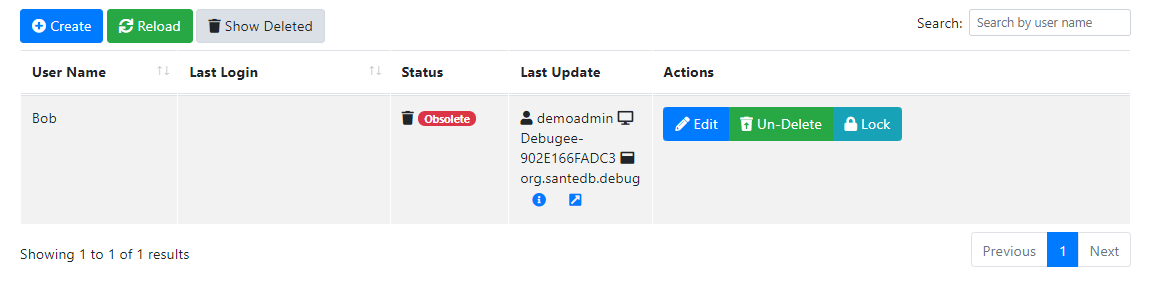 Create Reload Show Deleted Search: Search by user name
User Name Last Login Status Last Update Actions
Bob Obsolete demoadmin Edit Un-Delete Lock
Debugee-
902E166FADC3
org.santedb.debug
Showing 1 to 1 of 1 results Previous 1 Next